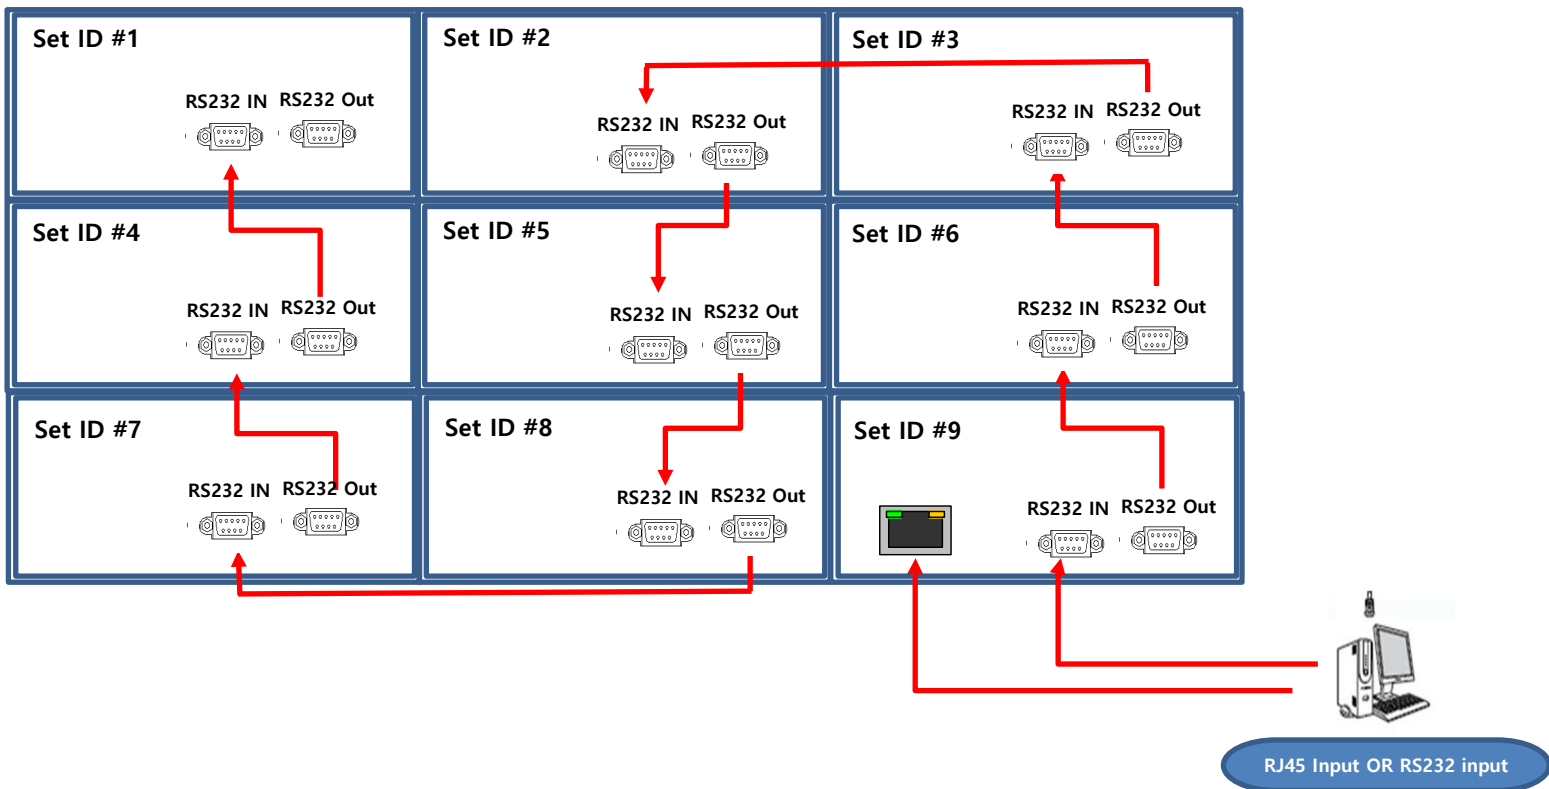 Set ID #1
RS232 IN RS232 Out
Set ID #2
RS232 IN RS232 Out
Set ID #3
RS232 IN RS232 Out
Set ID #4
RS232 IN RS232 Out
Set ID #5
RS232 IN RS232 Out
Set ID #6
RS232 IN RS232 Out
Set ID #7
RS232 IN RS232 Out
Set ID #8
RS232 IN RS232 Out
Set ID #9
RS232 IN RS232 Out
RJ45 Input OR RS232 input